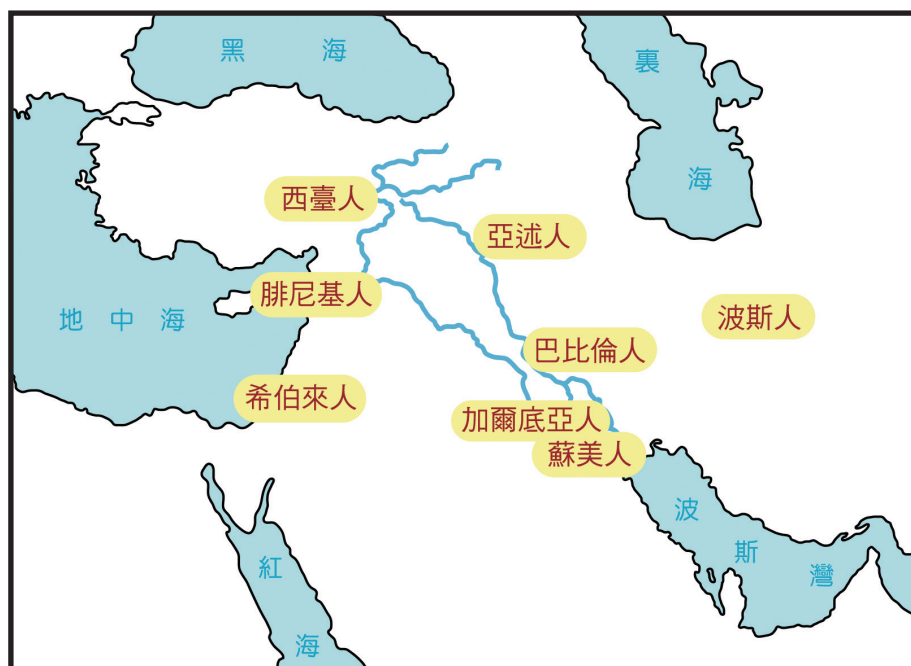 黑海
裏海
西臺人
亞述人
腓尼基人
地中海
波斯人
巴比倫人
希伯來人
加爾底亞人
蘇美人
波斯灣
紅海